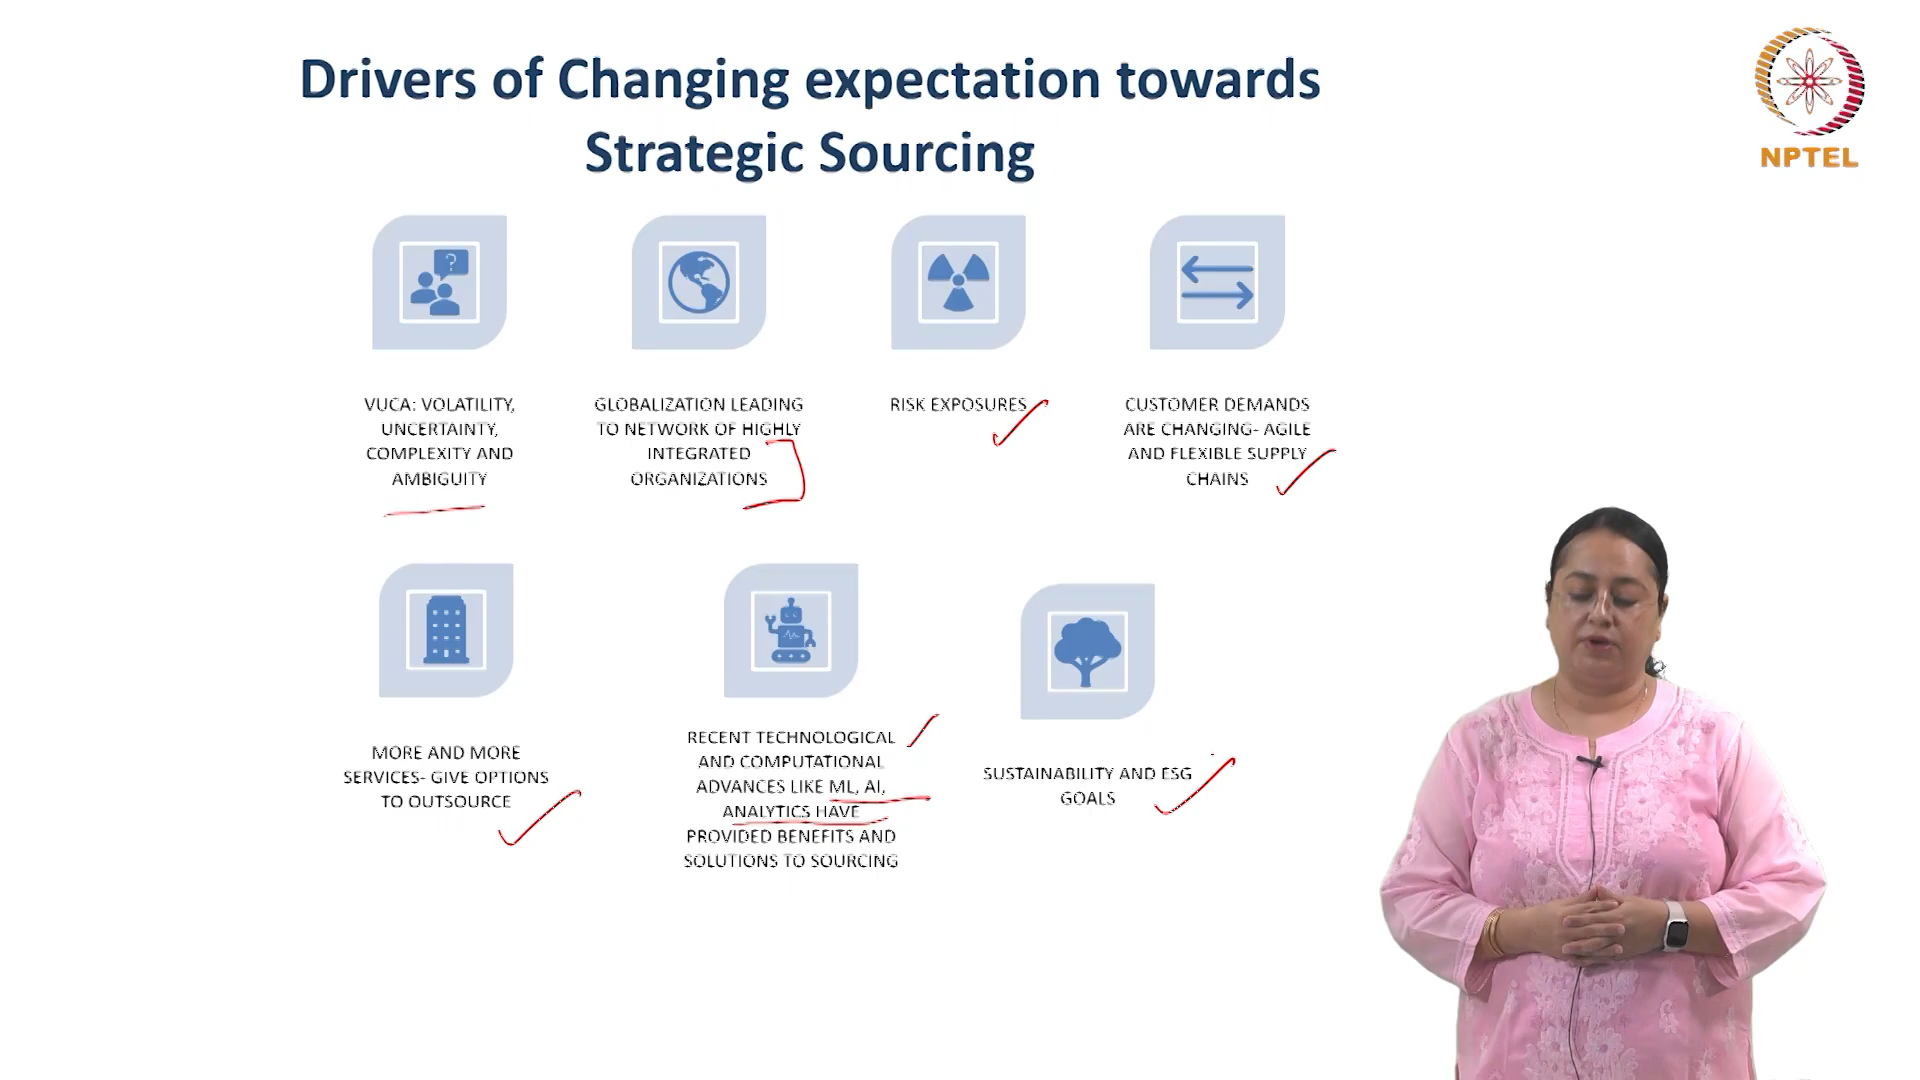 Drivers of Changing expectation towards
Strategic Sourcing
NPTEL
?
VUCA: VOLATILITY,
UNCERTAINTY,
COMPLEXITY AND
AMBIGUITY
GLOBALIZATION LEADING
TO NETWORK OF HIGHLY
INTEGRATED
ORGANIZATIONS
RISK EXPOSURES
CUSTOMER DEMANDS
ARE CHANGING- AGILE
AND FLEXIBLE SUPPLY
CHAINS
MORE AND MORE
SERVICES- GIVE OPTIONS
TO OUTSOURCE
RECENT TECHNOLOGICAL
AND COMPUTATIONAL
ADVANCES LIKE ML, AI,
ANALYTICS HAVE
PROVIDED BENEFITS AND
SOLUTIONS TO SOURCING
SUSTAINABILITY AND ESG
GOALS